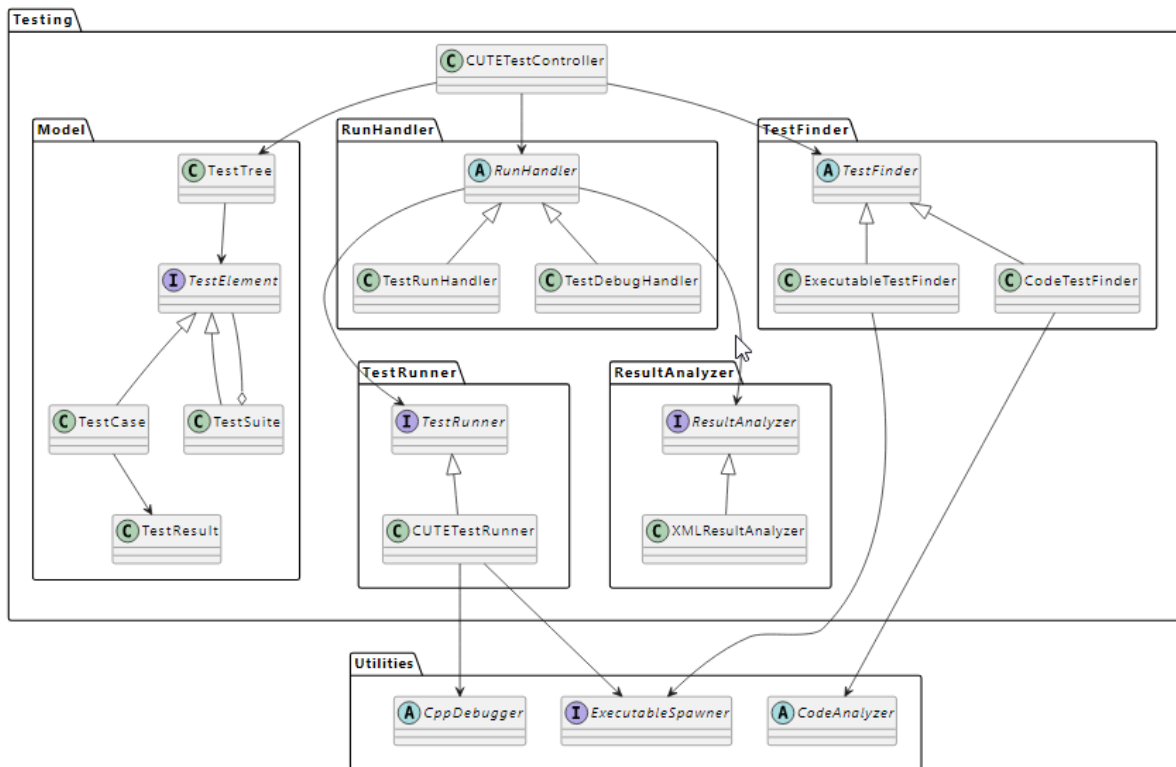 Testing
C CUTETestController
Model
RunHandler
TestFinder
C TestTree
A RunHandler
A TestFinder
I TestElement
C TestRunHandler
C TestDebugHandler
C ExecutableTestFinder
C CodeTestFinder
TestRunner
ResultAnalyzer
C TestCase
C TestSuite
I TestRunner
I ResultAnalyzer
C TestResult
C CUTETestRunner
C XMLResultAnalyzer
Utilities
A CppDebugger
I ExecutableSpawner
A CodeAnalyzer